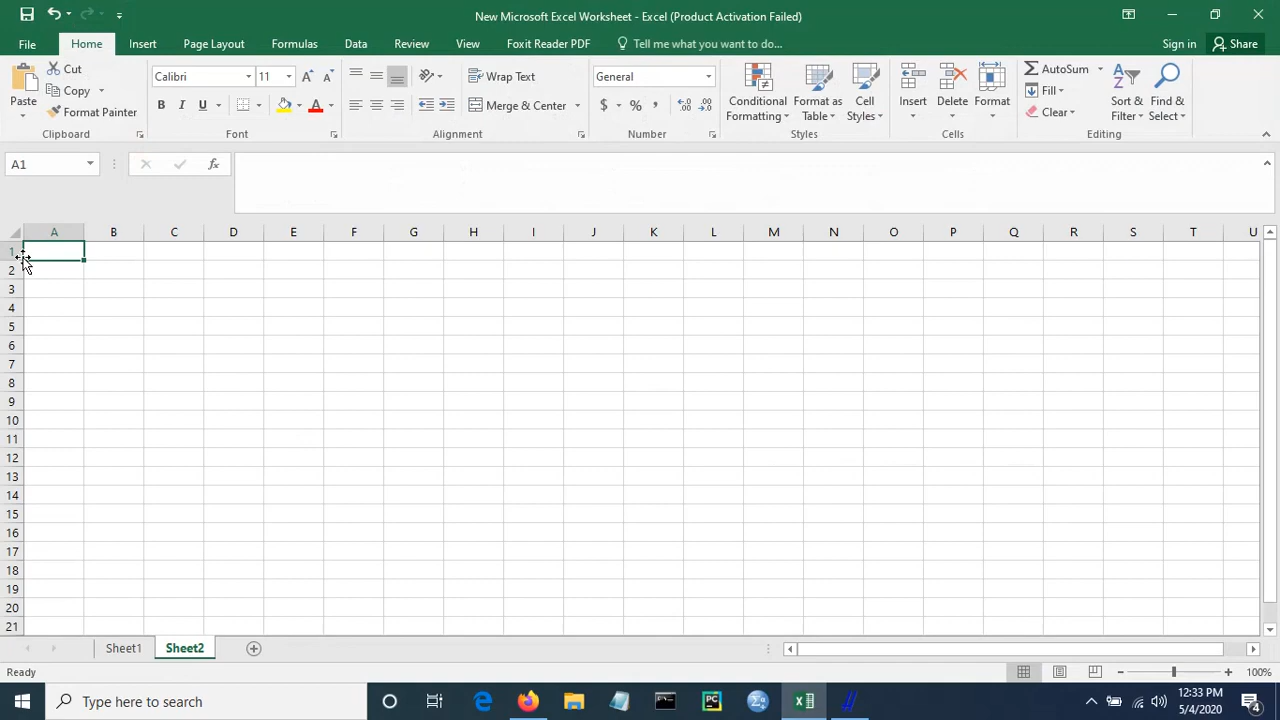 New Microsoft Excel Worksheet - Excel (Product Activation Failed)
File Home Insert Page Layout Formulas Data Review View Foxit Reader PDF Tell me what you want to do... Sign in Share
Paste Cut Copy Format Painter Clipboard
Calibri 11 B I U A Font
Wrap Text Merge & Center Alignment
General $ % , Number
Conditional Formatting Format as Table Cell Styles Styles
Insert Delete Format Cells
AutoSum Fill Clear Sort & Filter Find & Select Editing
A1 fx
A B C D E F G H I J K L M N O P Q R S T U
1
2
3
4
5
6
7
8
9
10
11
12
13
14
15
16
17
18
19
20
21
Sheet1 Sheet2
Ready 100%
Type here to search PC 12:33 PM
5/4/2020 4